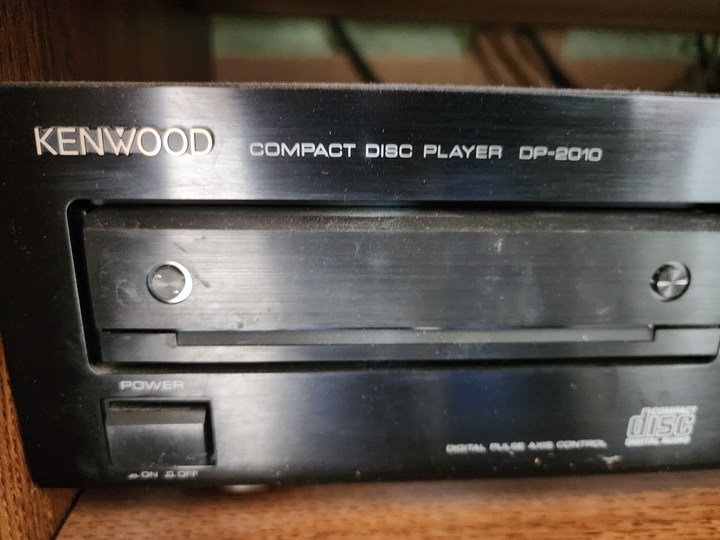 KENWOOD COMPACT DISC PLAYER DP-2010
POWER
ON OFF
DIGITAL PULSE AXIS CONTROL
COMPACT
disc
DIGITAL AUDIO